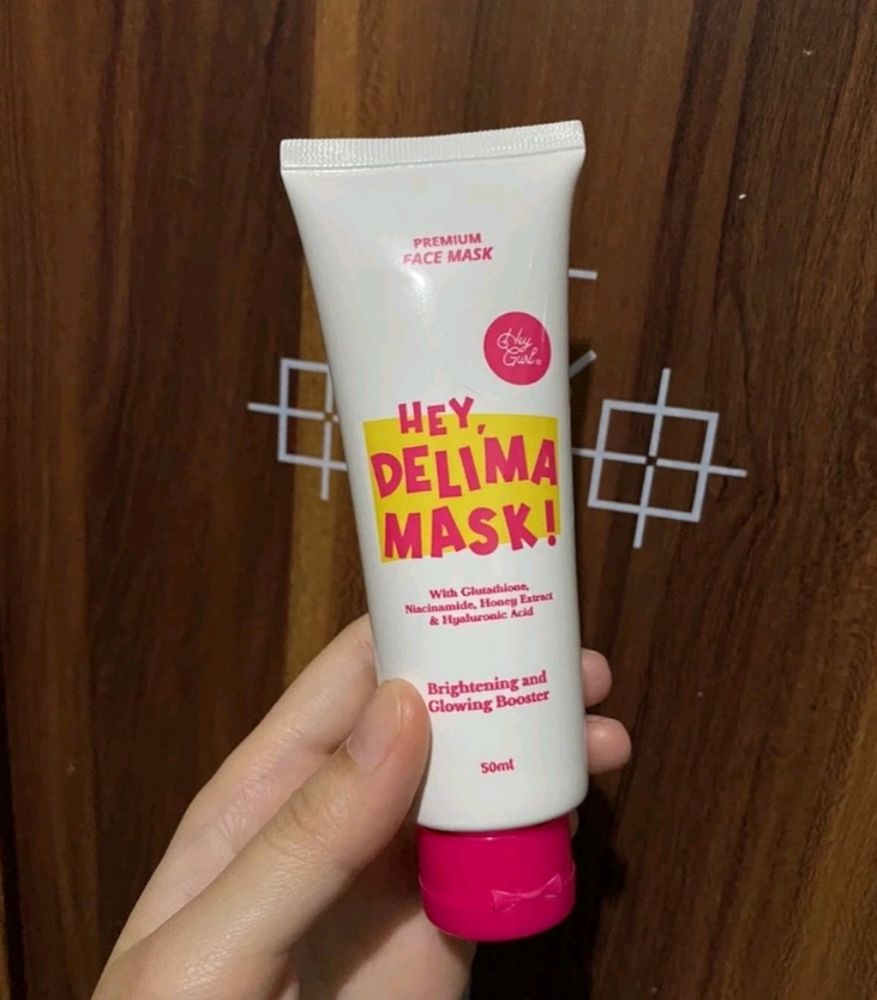 PREMIUM
FACE MASK
Hey
Gurl
HEY,
DELIMA
MASK!
With Glutathione,
Niacinamide, Honey Extract
& Hyaluronic Acid
Brightening and
Glowing Booster
50ml